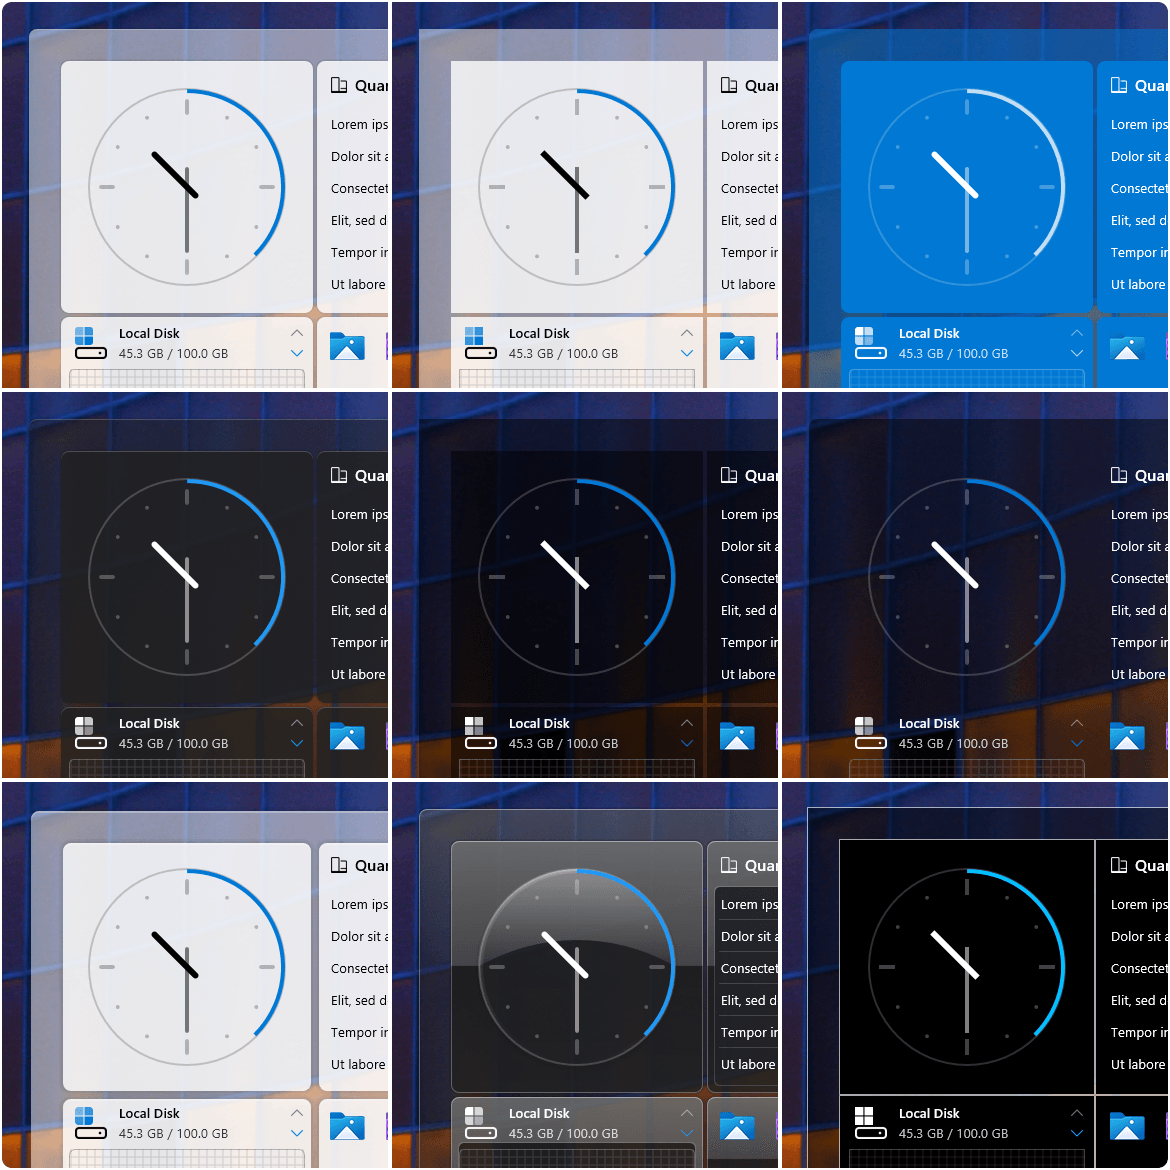 Quar
Lorem ips
Dolor sit a
Consectet
Elit, sed d
Tempor ir
Ut labore
Local Disk
45.3 GB / 100.0 GB
Quar
Lorem ips
Dolor sit a
Consectet
Elit, sed d
Tempor ir
Ut labore
Local Disk
45.3 GB / 100.0 GB
Quar
Lorem ips
Dolor sit a
Consectet
Elit, sed d
Tempor ir
Ut labore
Local Disk
45.3 GB / 100.0 GB
Quar
Lorem ips
Dolor sit a
Consectet
Elit, sed d
Tempor ir
Ut labore
Local Disk
45.3 GB / 100.0 GB
Quar
Lorem ips
Dolor sit a
Consectet
Elit, sed d
Tempor ir
Ut labore
Local Disk
45.3 GB / 100.0 GB
Quar
Lorem ips
Dolor sit a
Consectet
Elit, sed d
Tempor ir
Ut labore
Local Disk
45.3 GB / 100.0 GB
Quar
Lorem ips
Dolor sit a
Consectet
Elit, sed d
Tempor ir
Ut labore
Local Disk
45.3 GB / 100.0 GB
Quar
Lorem ips
Dolor sit a
Consectet
Elit, sed d
Tempor ir
Ut labore
Local Disk
45.3 GB / 100.0 GB
Quar
Lorem ips
Dolor sit a
Consectet
Elit, sed d
Tempor ir
Ut labore
Local Disk
45.3 GB / 100.0 GB